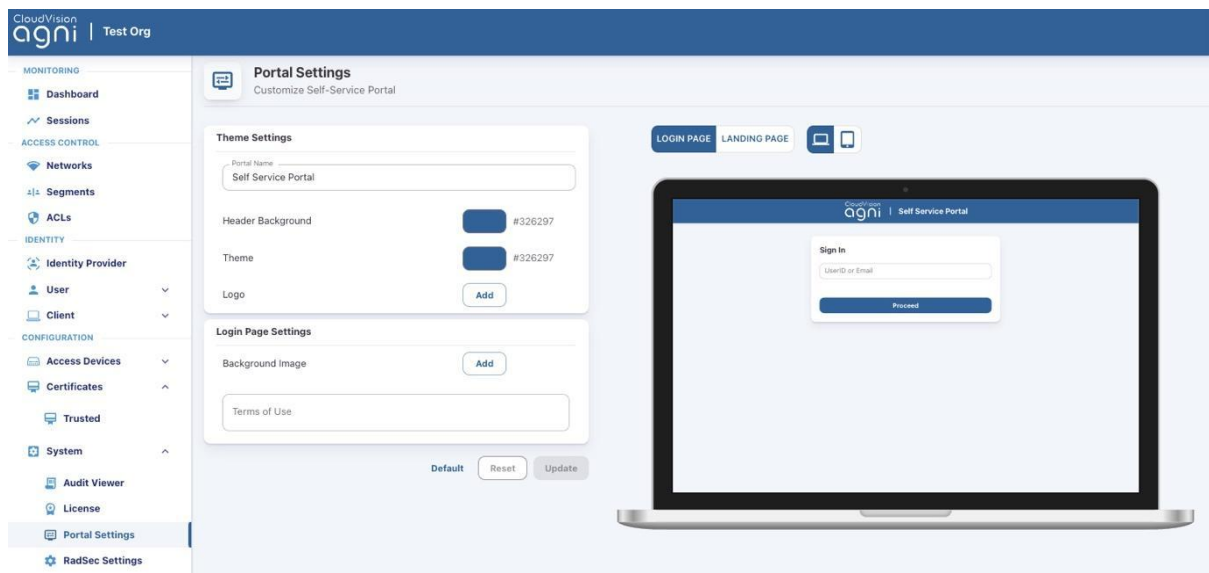 CloudVision
agni | Test Org
MONITORING
Dashboard
Sessions
ACCESS CONTROL
Networks
Segments
ACLs
IDENTITY
Identity Provider
User
Client
CONFIGURATION
Access Devices
Certificates
Trusted
System
Audit Viewer
License
Portal Settings
RadSec Settings
Portal Settings
Customize Self-Service Portal
Theme Settings
Portal Name
Self Service Portal
Header Background #326297
Theme #326297
Logo Add
Login Page Settings
Background Image Add
Terms of Use
Default Reset Update
LOGIN PAGE LANDING PAGE
CloudVision
agni | Self Service Portal
Sign In
UserID or Email
Proceed